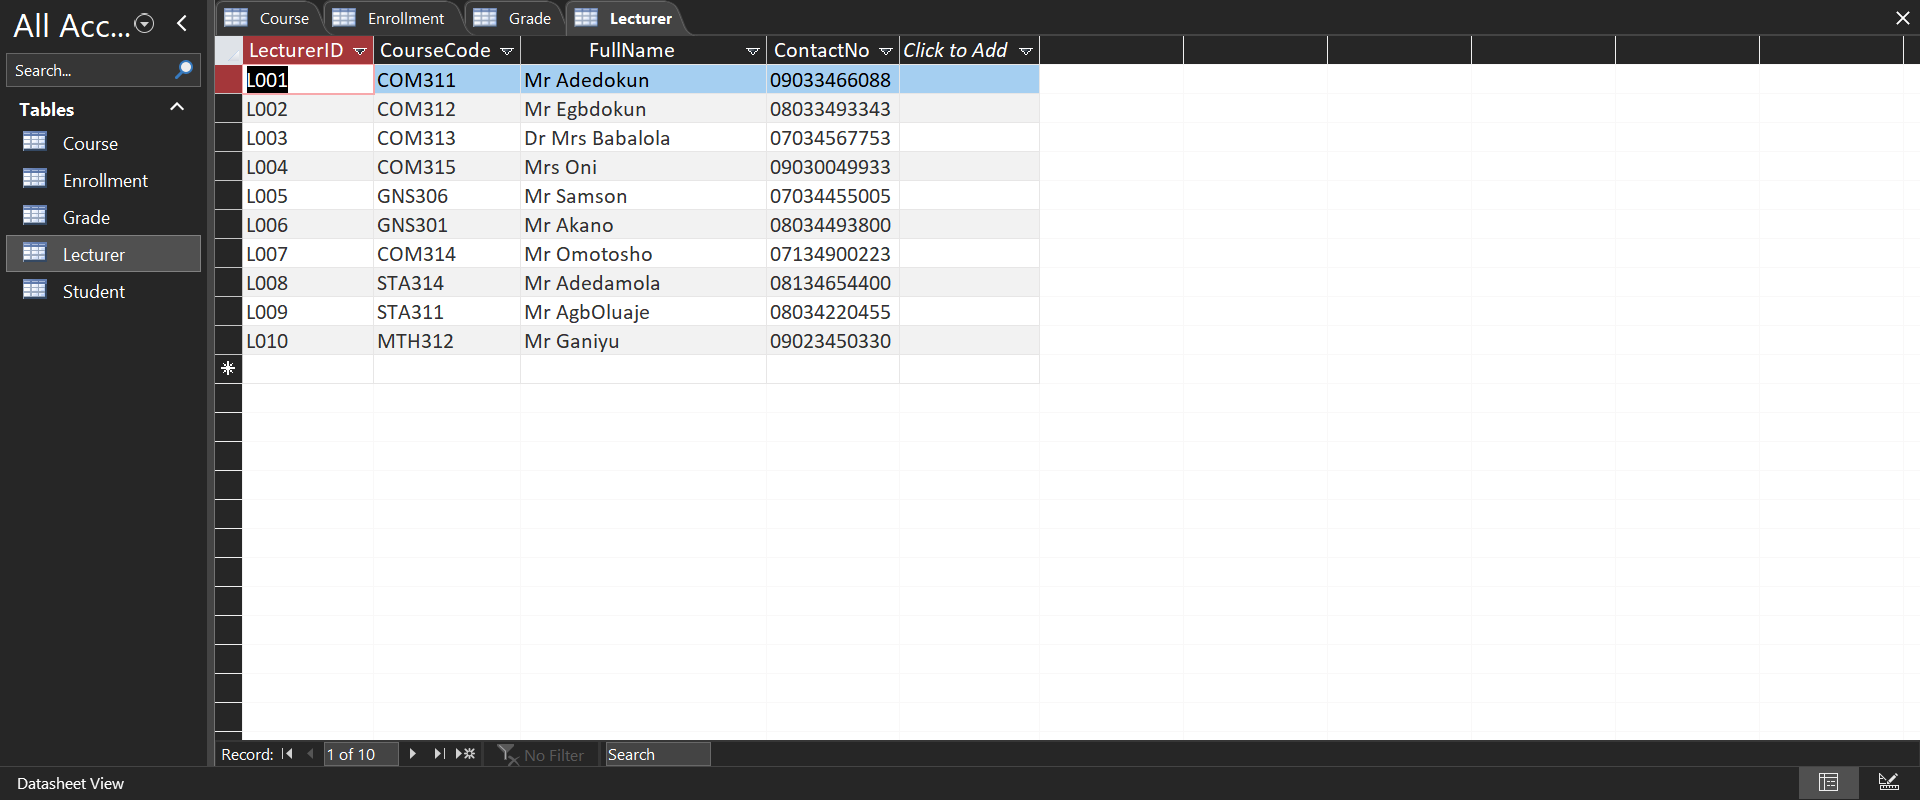 All Acc...
Search...
Tables
Course
Enrollment
Grade
Lecturer
Student
Course Enrollment Grade Lecturer
LecturerID CourseCode FullName ContactNo Click to Add
L001 COM311 Mr Adedokun 09033466088
L002 COM312 Mr Egbdokun 08033493343
L003 COM313 Dr Mrs Babalola 07034567753
L004 COM315 Mrs Oni 09030049933
L005 GNS306 Mr Samson 07034455005
L006 GNS301 Mr Akano 08034493800
L007 COM314 Mr Omotosho 07134900223
L008 STA314 Mr Adedamola 08134654400
L009 STA311 Mr AgbOluaje 08034220455
L010 MTH312 Mr Ganiyu 09023450330
Record: 1 of 10 No Filter Search
Datasheet View